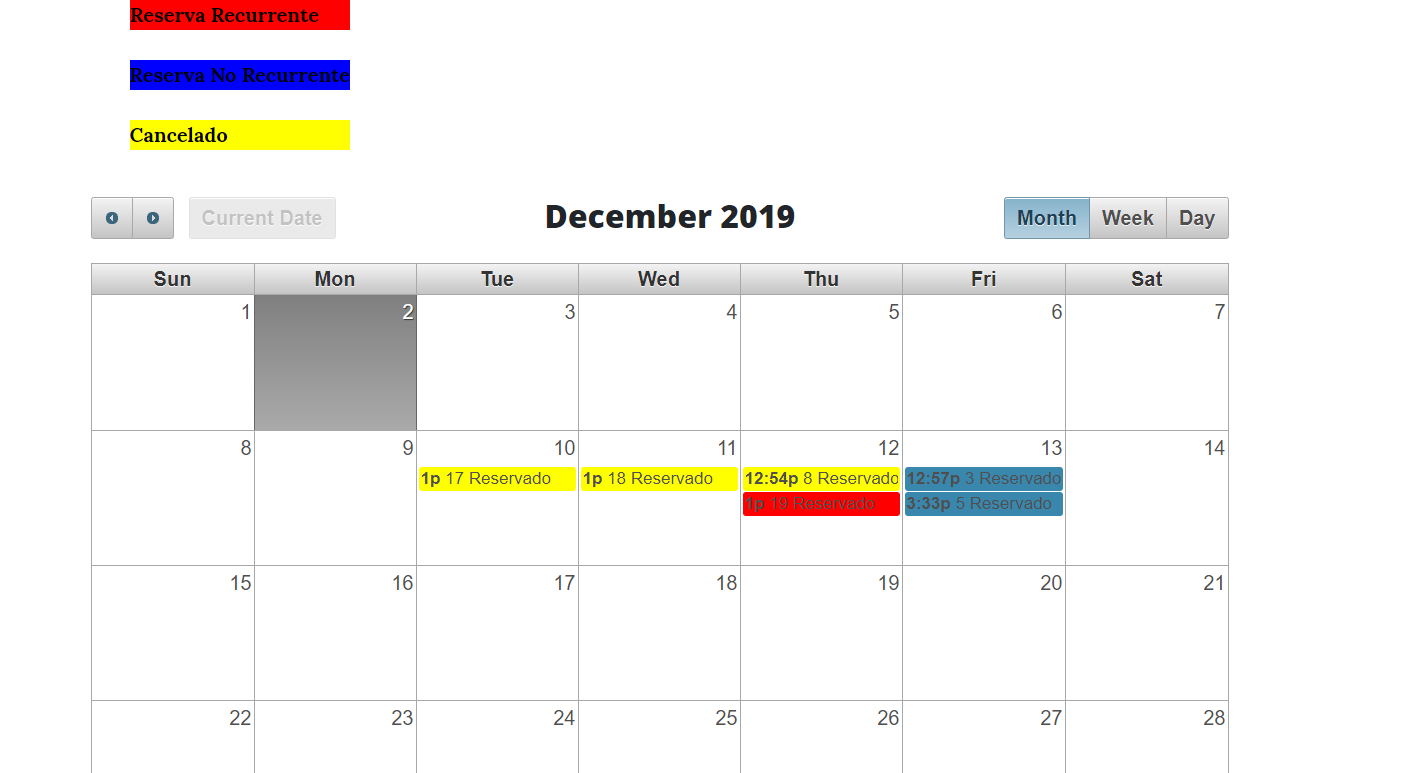 Reserva Recurrente
Reserva No Recurrente
Cancelado
Current Date December 2019 Month Week Day
Sun Mon Tue Wed Thu Fri Sat
1 2 3 4 5 6 7
8 9 10 11 12 13 14
1p 17 Reservado 1p 18 Reservado 12:54p 8 Reservado 12:57p 3 Reservado
1p 19 Reservado 3:33p 5 Reservado
15 16 17 18 19 20 21
22 23 24 25 26 27 28